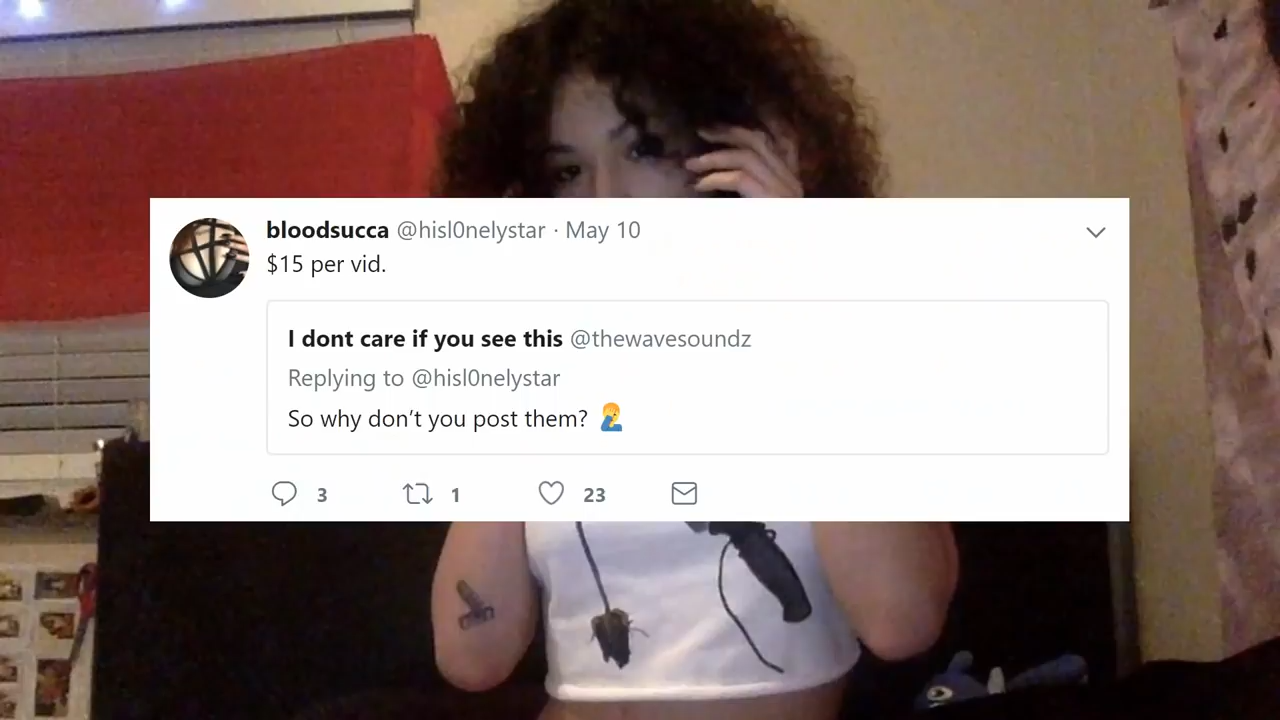 bloodsucca @hisl0nelystar · May 10
$15 per vid.
I dont care if you see this @thewavesoundz
Replying to @hisl0nelystar
So why don’t you post them? 🤦‍♂️
3 1 23